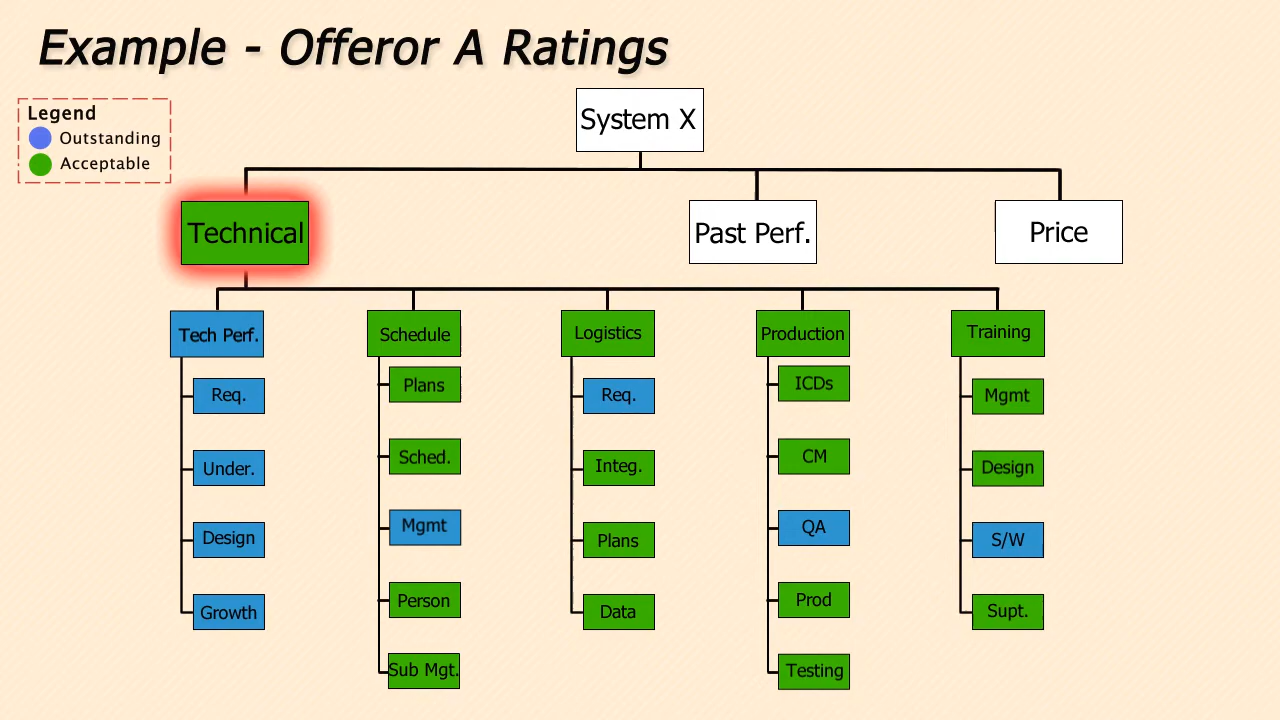 Example - Offeror A Ratings
Legend
Outstanding
Acceptable
System X
Technical
Past Perf.
Price
Tech Perf.
Req.
Under.
Design
Growth
Schedule
Plans
Sched.
Mgmt
Person
Sub Mgt.
Logistics
Req.
Integ.
Plans
Data
Production
ICDs
CM
QA
Prod
Testing
Training
Mgmt
Design
S/W
Supt.